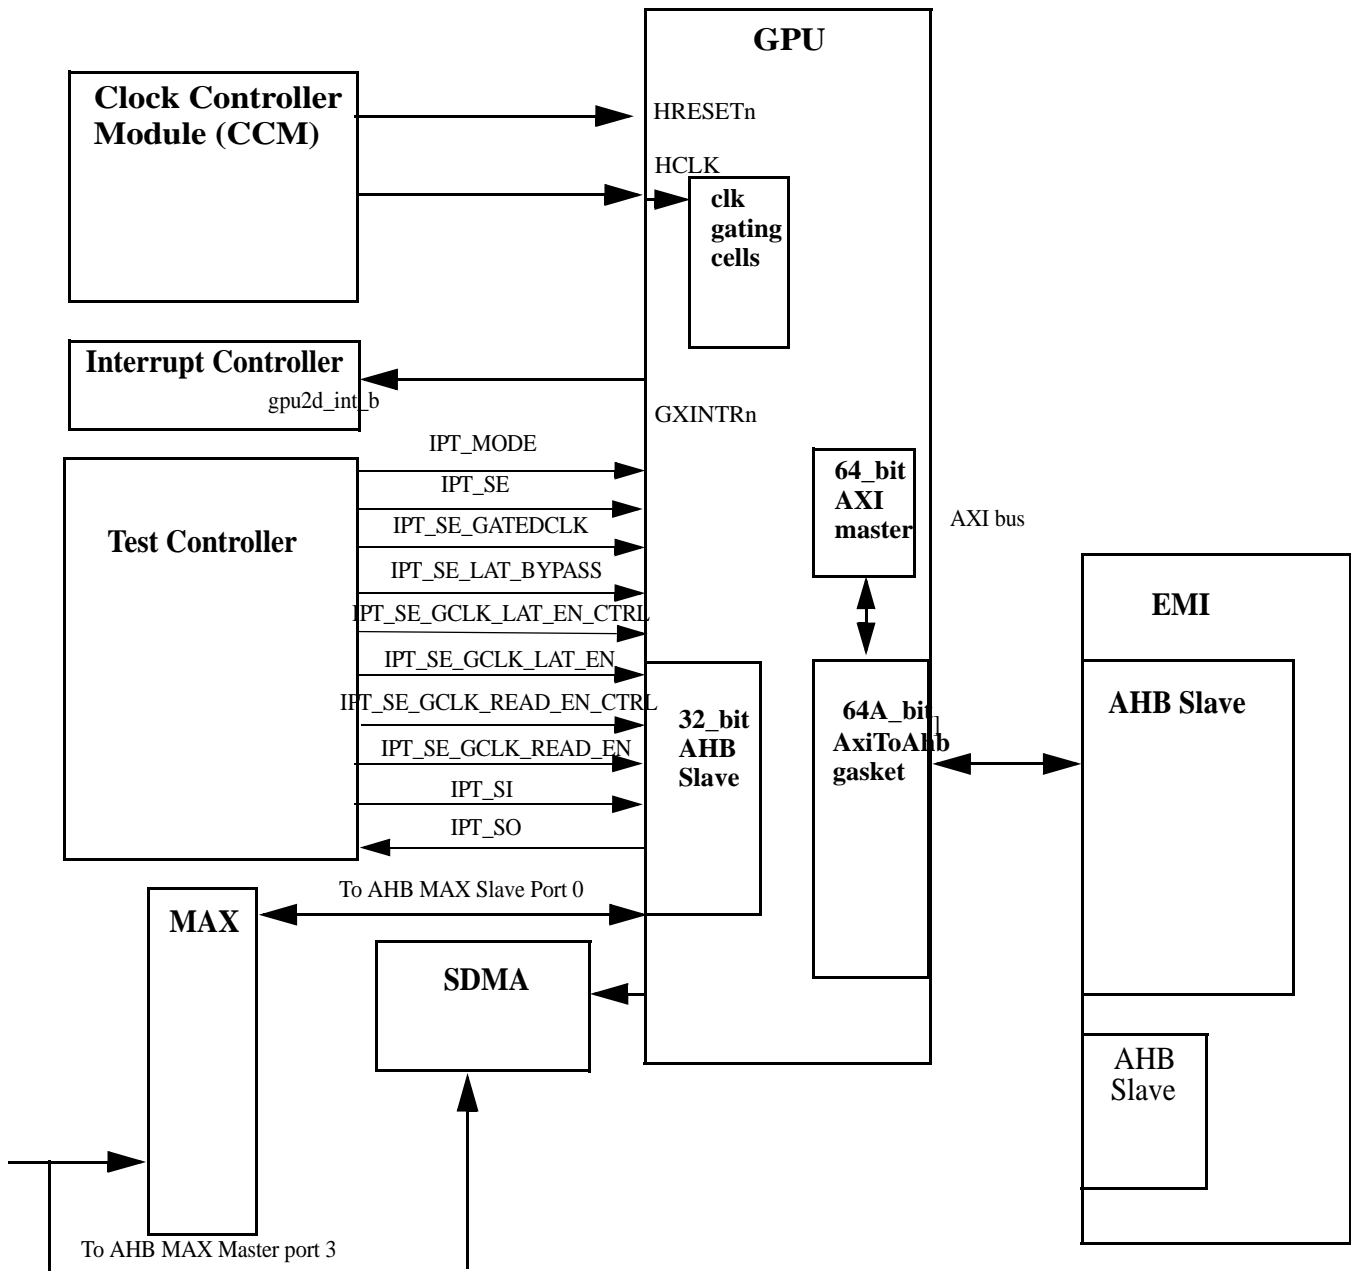 GPU
Clock Controller
Module (CCM)
HRESETn
HCLK
clk
gating
cells
Interrupt Controller
gpu2d_int_b
GXINTRn
IPT_MODE
IPT_SE
IPT_SE_GATEDCLK
IPT_SE_LAT_BYPASS
IPT_SE_GCLK_LAT_EN_CTRL
IPT_SE_GCLK_LAT_EN
IPT_SE_GCLK_READ_EN_CTRL
IPT_SE_GCLK_READ_EN
IPT_SI
IPT_SO
Test Controller
64_bit
AXI
master
AXI bus
EMI
32_bit
AHB
Slave
64A_bit
]
AxiToAhb
gasket
AHB Slave
To AHB MAX Slave Port 0
MAX
SDMA
AHB
Slave
To AHB MAX Master port 3